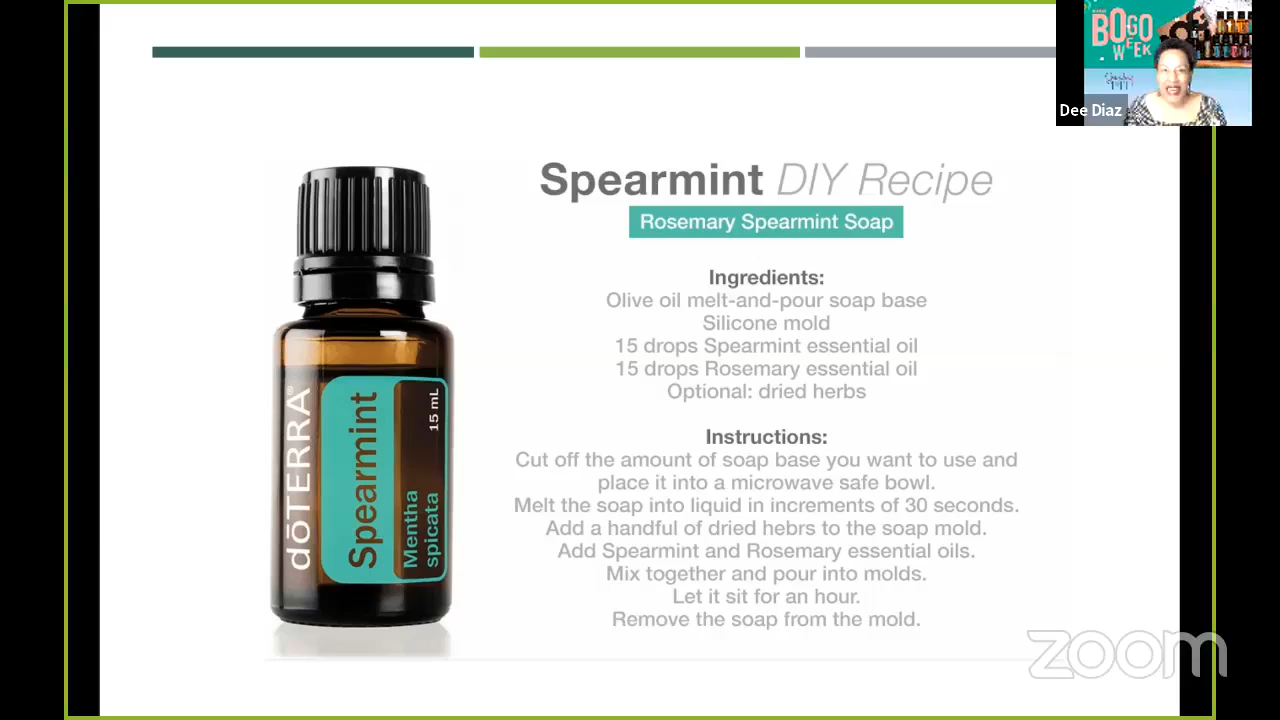 BOGO
WEEK
Dee Diaz
Spearmint DIY Recipe
Rosemary Spearmint Soap
Ingredients:
Olive oil melt-and-pour soap base
Silicone mold
15 drops Spearmint essential oil
15 drops Rosemary essential oil
Optional: dried herbs
Instructions:
Cut off the amount of soap base you want to use and
place it into a microwave safe bowl.
Melt the soap into liquid in increments of 30 seconds.
Add a handful of dried hebrs to the soap mold.
Add Spearmint and Rosemary essential oils.
Mix together and pour into molds.
Let it sit for an hour.
Remove the soap from the mold.
dōTERRA®
Spearmint
Mentha
spicata
15 mL
zoom